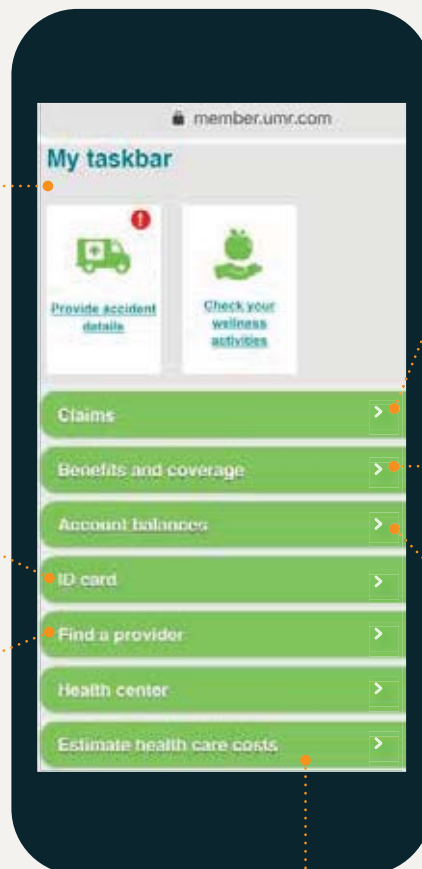 member.umr.com
My taskbar
Provide accident
details
Check your
wellness
activities
Claims
Benefits and coverage
Account balances
ID card
Find a provider
Health center
Estimate health care costs